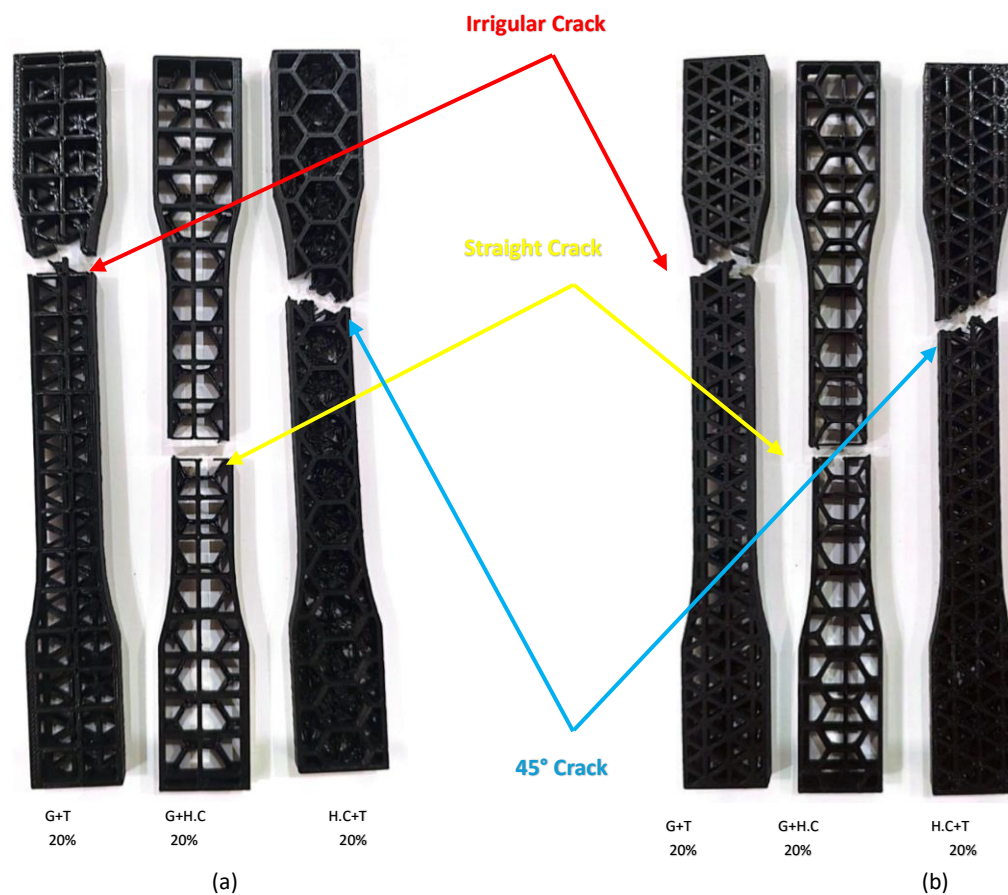 Irrigular Crack
Straight Crack
45° Crack
G+T
20%
G+H.C
20%
H.C+T
20%
G+T
20%
G+H.C
20%
H.C+T
20%
(a)
(b)